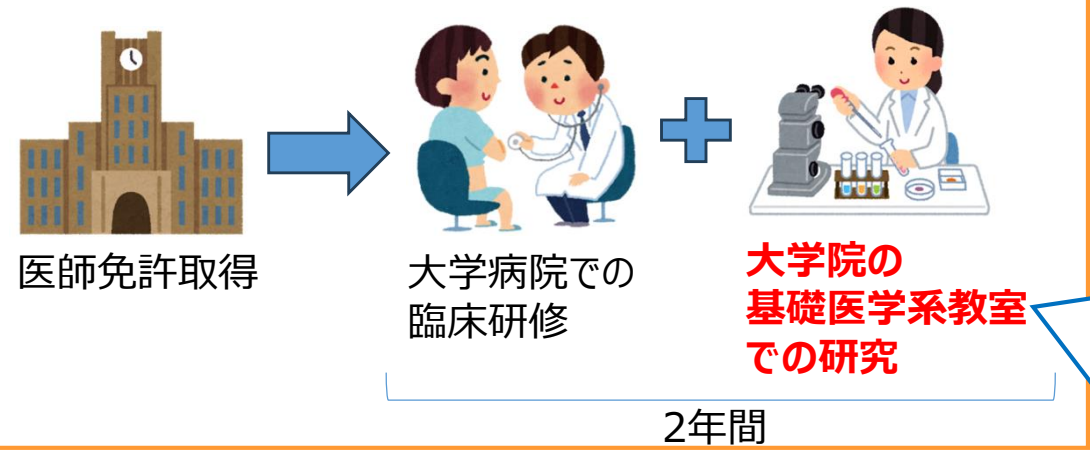 医師免許取得
大学病院での
臨床研修
大学院の
基礎医学系教室
での研究
2年間